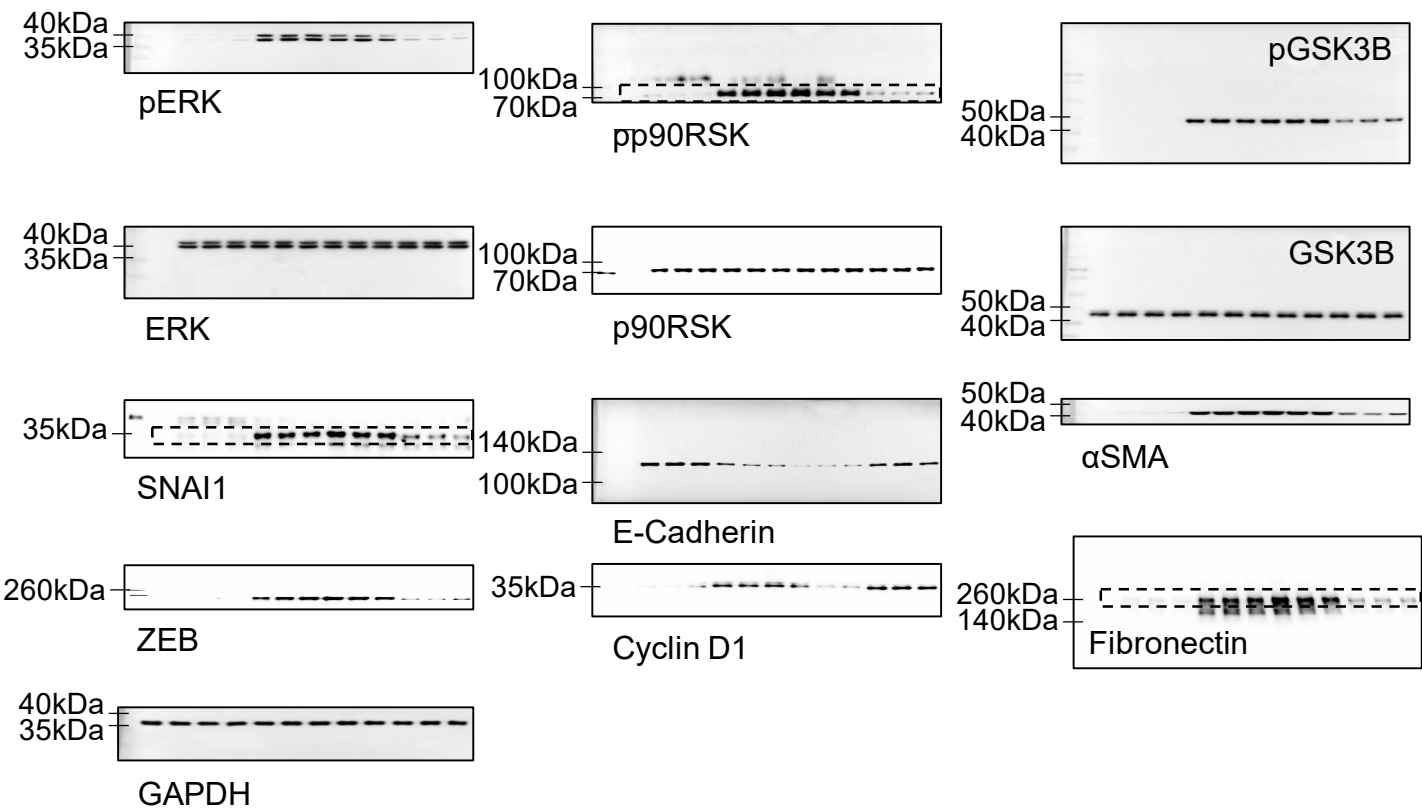 40kDa
35kDa
pERK
100kDa
70kDa
pp90RSK
pGSK3B
50kDa
40kDa
40kDa
35kDa
ERK
100kDa
70kDa
p90RSK
GSK3B
50kDa
40kDa
35kDa
SNAI1
140kDa
100kDa
E-Cadherin
50kDa
40kDa
αSMA
260kDa
ZEB
35kDa
Cyclin D1
260kDa
140kDa
Fibronectin
40kDa
35kDa
GAPDH